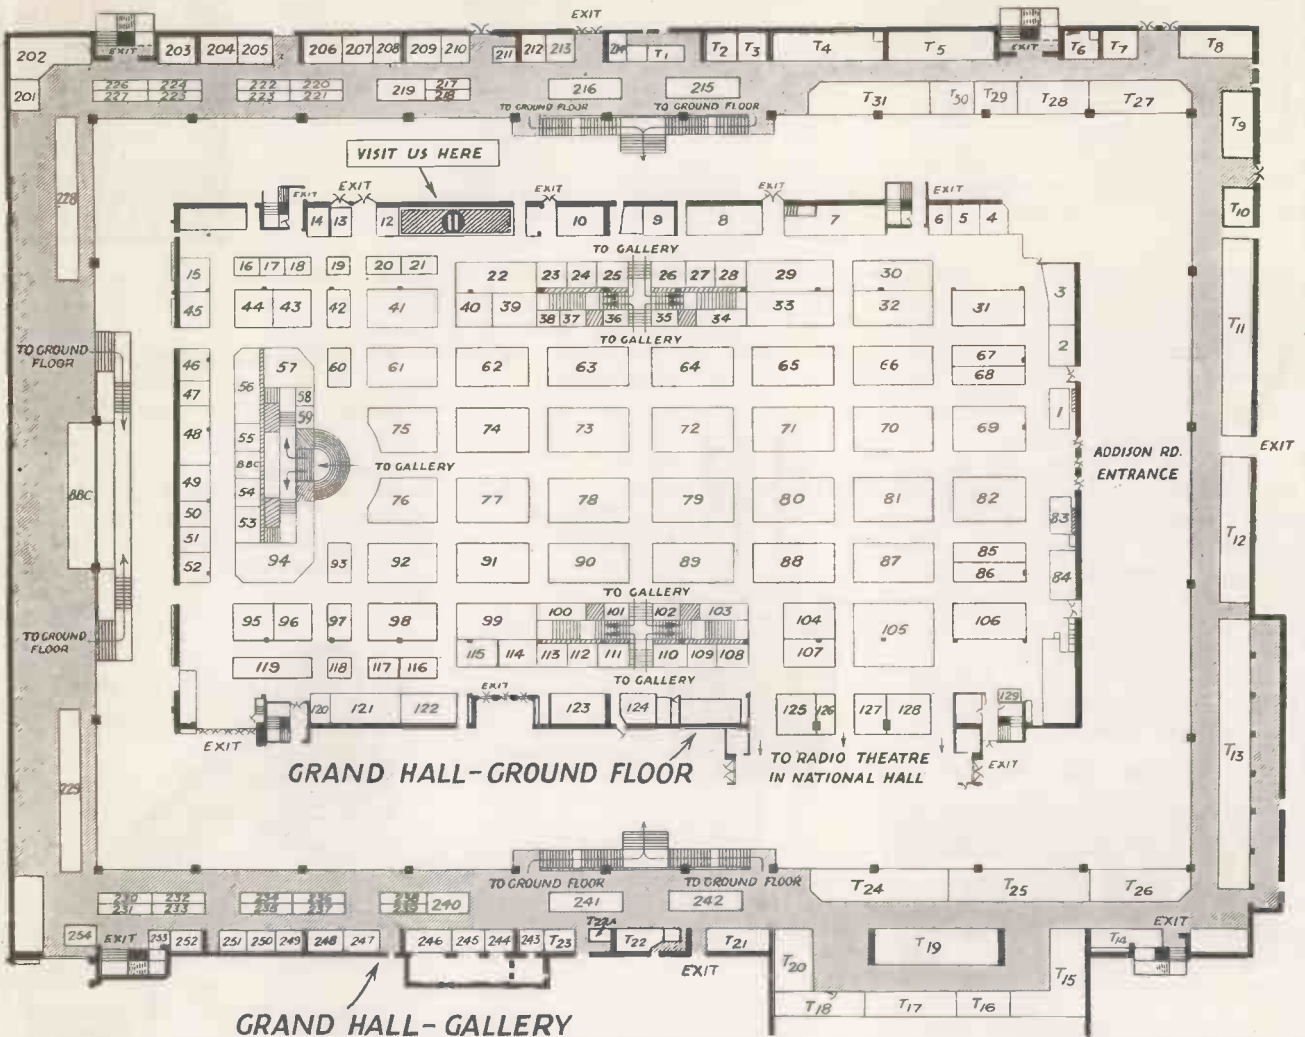 EXIT
202 EXIT 203 204 205 206 207 208 209 210 211 212 213 214 T1 T2 T3 T4 T5 EXIT T6 T7 T8
201 226 224 222 220 219 217 216 215 T31 T30 T29 T28 T27
227 225 223 221 218
TO GROUND FLOOR TO GROUND FLOOR
T9
VISIT US HERE
228 EXIT EXIT EXIT EXIT T10
14 13 12 11 10 9 8 7 6 5 4
TO GALLERY
15 16 17 18 19 20 21 22 23 24 25 26 27 28 29 30 3
45 44 43 42 41 40 39 33 32 31
38 37 36 35 34
TO GALLERY
2
T11
TO GROUND FLOOR
46 56 57 60 61 62 63 64 65 66 67
68
47 58 1
59
48 55 75 74 73 72 71 70 69
EXIT
ADDISON RD. ENTRANCE
BBC BBC TO GALLERY
49 54 76 77 78 79 80 81 82
50 53 83
T12
51
52 94 93 92 91 90 89 88 87 85
86
84
TO GALLERY
95 96 97 98 99 100 101 102 103 104 105 106
TO GROUND FLOOR
115 114 113 112 111 110 109 108 107
119 118 117 116
TO GALLERY
EXIT
120 121 122 123 124 125 126 127 128 129
EXIT
GRAND HALL-GROUND FLOOR
TO RADIO THEATRE IN NATIONAL HALL
EXIT
T13
229
TO GROUND FLOOR TO GROUND FLOOR
230 232 234 236 238 240 241 242 T24 T25 T26
231 233 235 237 239
254 EXIT 253 252 251 250 249 248 247 246 245 244 243 T23 T22A T22 T21 T19 T14 EXIT
EXIT
T20 T15
T18 T17 T16
GRAND HALL-GALLERY